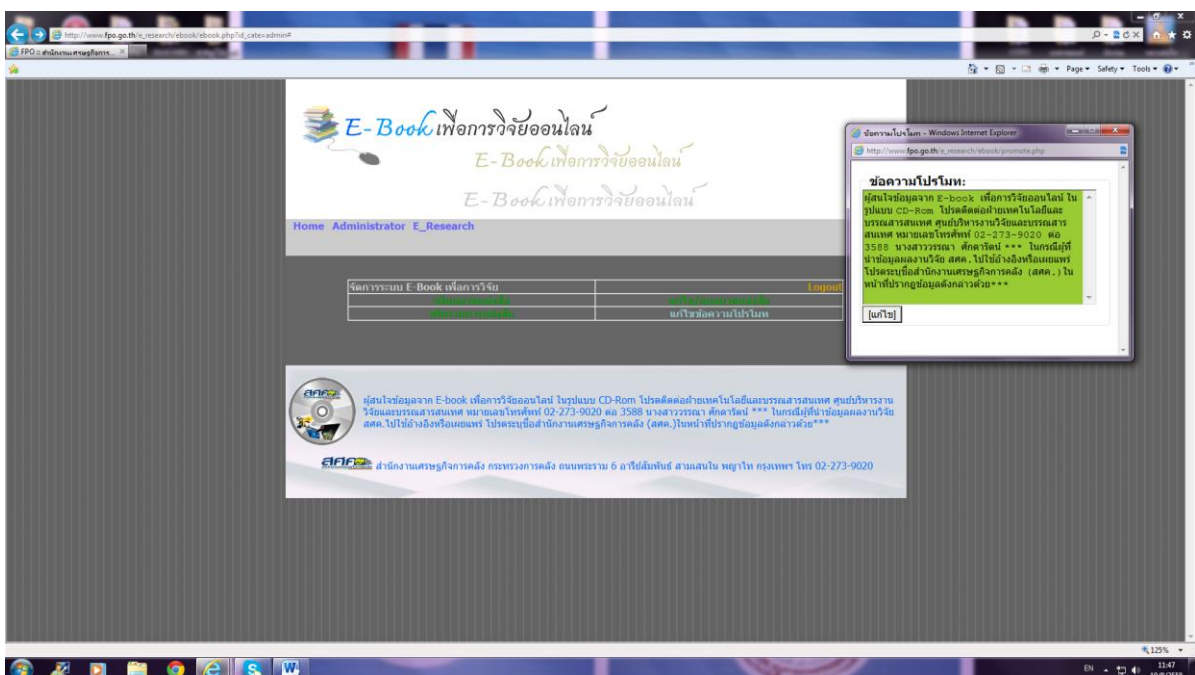 http://www.fpo.go.th/e_research/ebook/ebook.php?id_cate=admin#
FPO :: สำนักงานเศรษฐกิจการ...
Page Safety Tools
E-Book เพื่อการวิจัยออนไลน์
E-Book เพื่อการวิจัยออนไลน์
E-Book เพื่อการวิจัยออนไลน์
Home Administrator E_Research
จัดการระบบ E-Book เพื่อการวิจัย Logout
แก้ไขข้อความโปรโมท
ข้อความโปรโมท - Windows Internet Explorer
http://www.fpo.go.th/e_research/ebook/promote.php
ข้อความโปรโมท:
ผู้สนใจข้อมูลจาก E-book เพื่อการวิจัยออนไลน์ ใน
รูปแบบ CD-Rom โปรดติดต่อฝ่ายเทคโนโลยีและ
บรรณสารสนเทศ ศูนย์บริหารงานวิจัยและบรรณสาร
สนเทศ หมายเลขโทรศัพท์ 02-273-9020 ต่อ
3588 นางสาววรรณา ศักดารัตน์ *** ในกรณีผู้ที่
นำข้อมูลผลงานวิจัย สศค.ไปใช้อ้างอิงหรือเผยแพร่
โปรดระบุชื่อสำนักงานเศรษฐกิจการคลัง (สศค.)ใน
หน้าที่ปรากฏข้อมูลดังกล่าวด้วย***
[แก้ไข]
สศค
ผู้สนใจข้อมูลจาก E-book เพื่อการวิจัยออนไลน์ ในรูปแบบ CD-Rom โปรดติดต่อฝ่ายเทคโนโลยีและบรรณสารสนเทศ ศูนย์บริหารงาน
วิจัยและบรรณสารสนเทศ หมายเลขโทรศัพท์ 02-273-9020 ต่อ 3588 นางสาววรรณา ศักดารัตน์ *** ในกรณีผู้ที่นำข้อมูลผลงานวิจัย
สศค.ไปใช้อ้างอิงหรือเผยแพร่ โปรดระบุชื่อสำนักงานเศรษฐกิจการคลัง (สศค.)ในหน้าที่ปรากฏข้อมูลดังกล่าวด้วย***
สศค สำนักงานเศรษฐกิจการคลัง กระทรวงการคลัง ถนนพระราม 6 อารีย์สัมพันธ์ สามเสนใน พญาไท กรุงเทพฯ โทร 02-273-9020
125%
EN 11:47